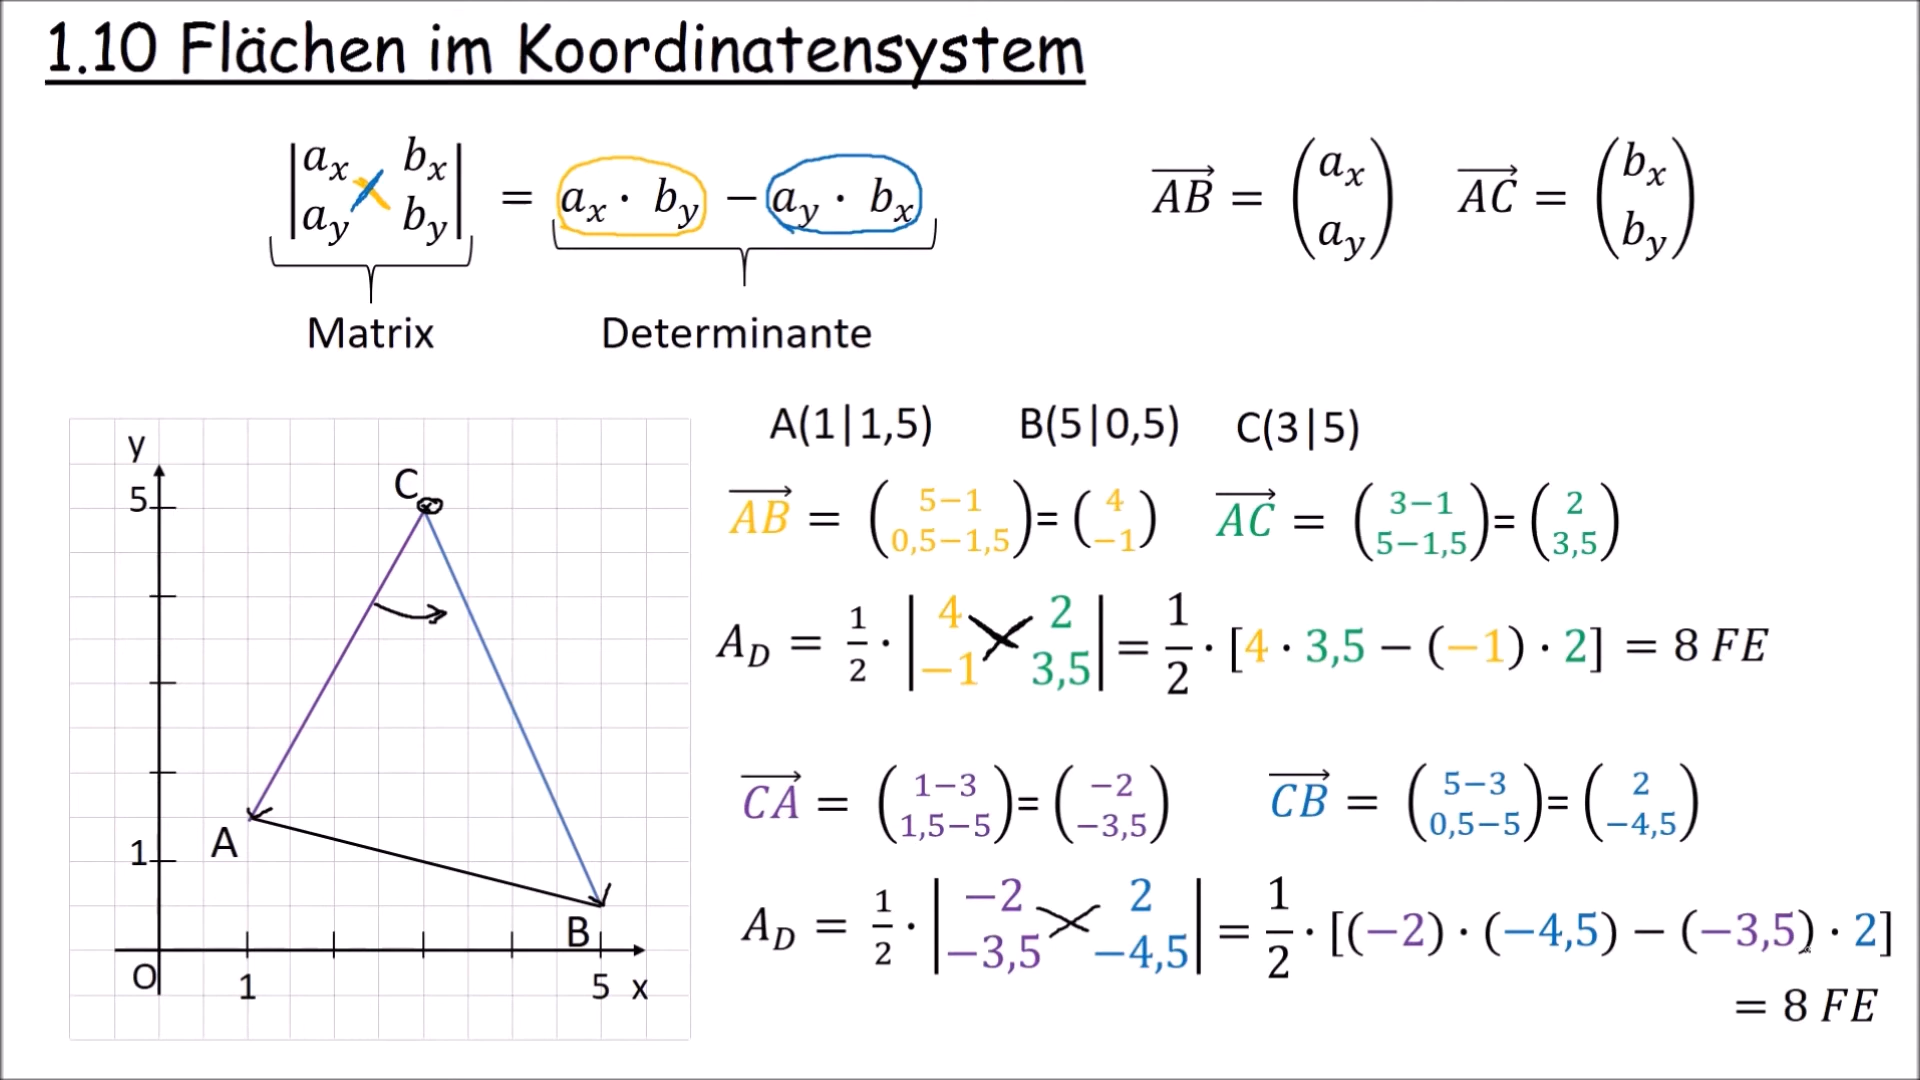 1.10 Flächen im Koordinatensystem
|a_x b_x| = a_x · b_y − a_y · b_x
|a_y b_y|
AB = (a_x a_y) AC = (b_x b_y)
Matrix Determinante
A(1|1,5) B(5|0,5) C(3|5)
AB = (5−1 0,5−1,5) = (4 −1) AC = (3−1 5−1,5) = (2 3,5)
A_D = 1/2 · |4 2 −1 3,5| = 1/2 · [4 · 3,5 − (−1) · 2] = 8 FE
CA = (1−3 1,5−5) = (−2 −3,5) CB = (5−3 0,5−5) = (2 −4,5)
A_D = 1/2 · |−2 2 −3,5 −4,5| = 1/2 · [(−2) · (−4,5) − (−3,5) · 2]
= 8 FE
y
C
5
A
1
B
O 1 5 x